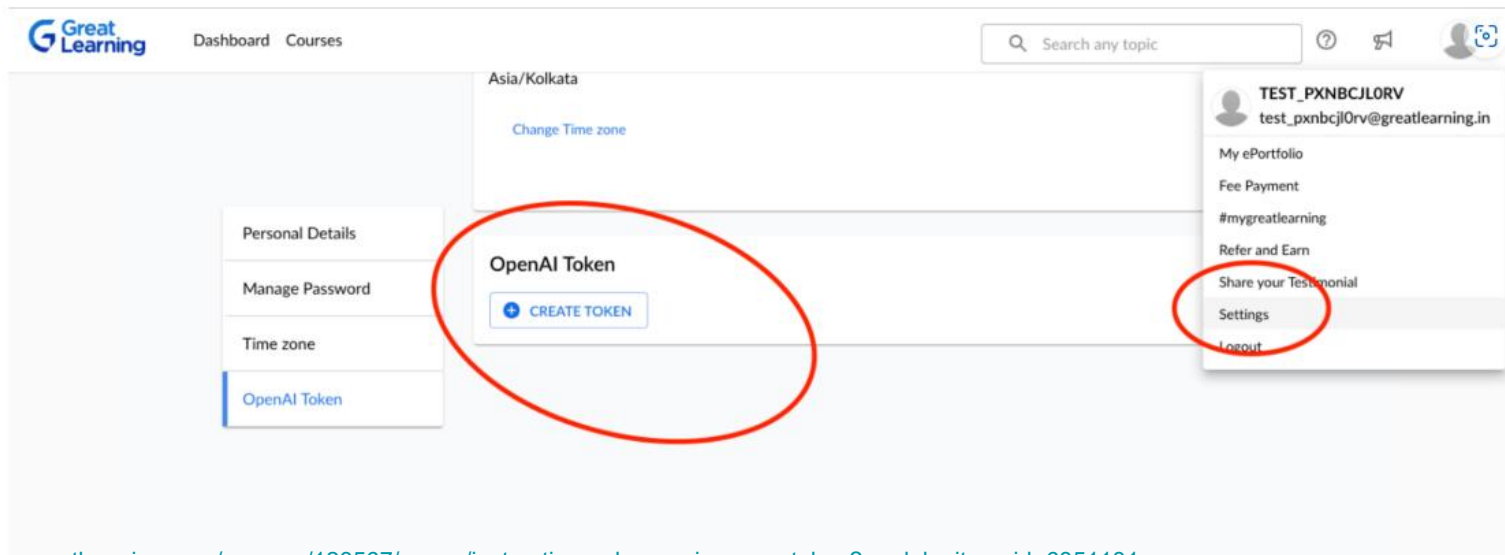 Great
Learning
Dashboard Courses
Search any topic
Asia/Kolkata
Change Time zone
TEST_PXNBCJL0RV
test_pxnbcjl0rv@greatlearning.in
My ePortfolio
Fee Payment
#mygreatlearning
Refer and Earn
Share your Testimonial
Settings
Logout
Personal Details
Manage Password
Time zone
OpenAI Token
OpenAI Token
CREATE TOKEN